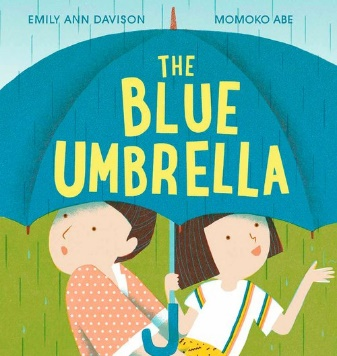 EMILY ANN DAVISON MOMOKO ABE
THE
BLUE
UMBRELLA